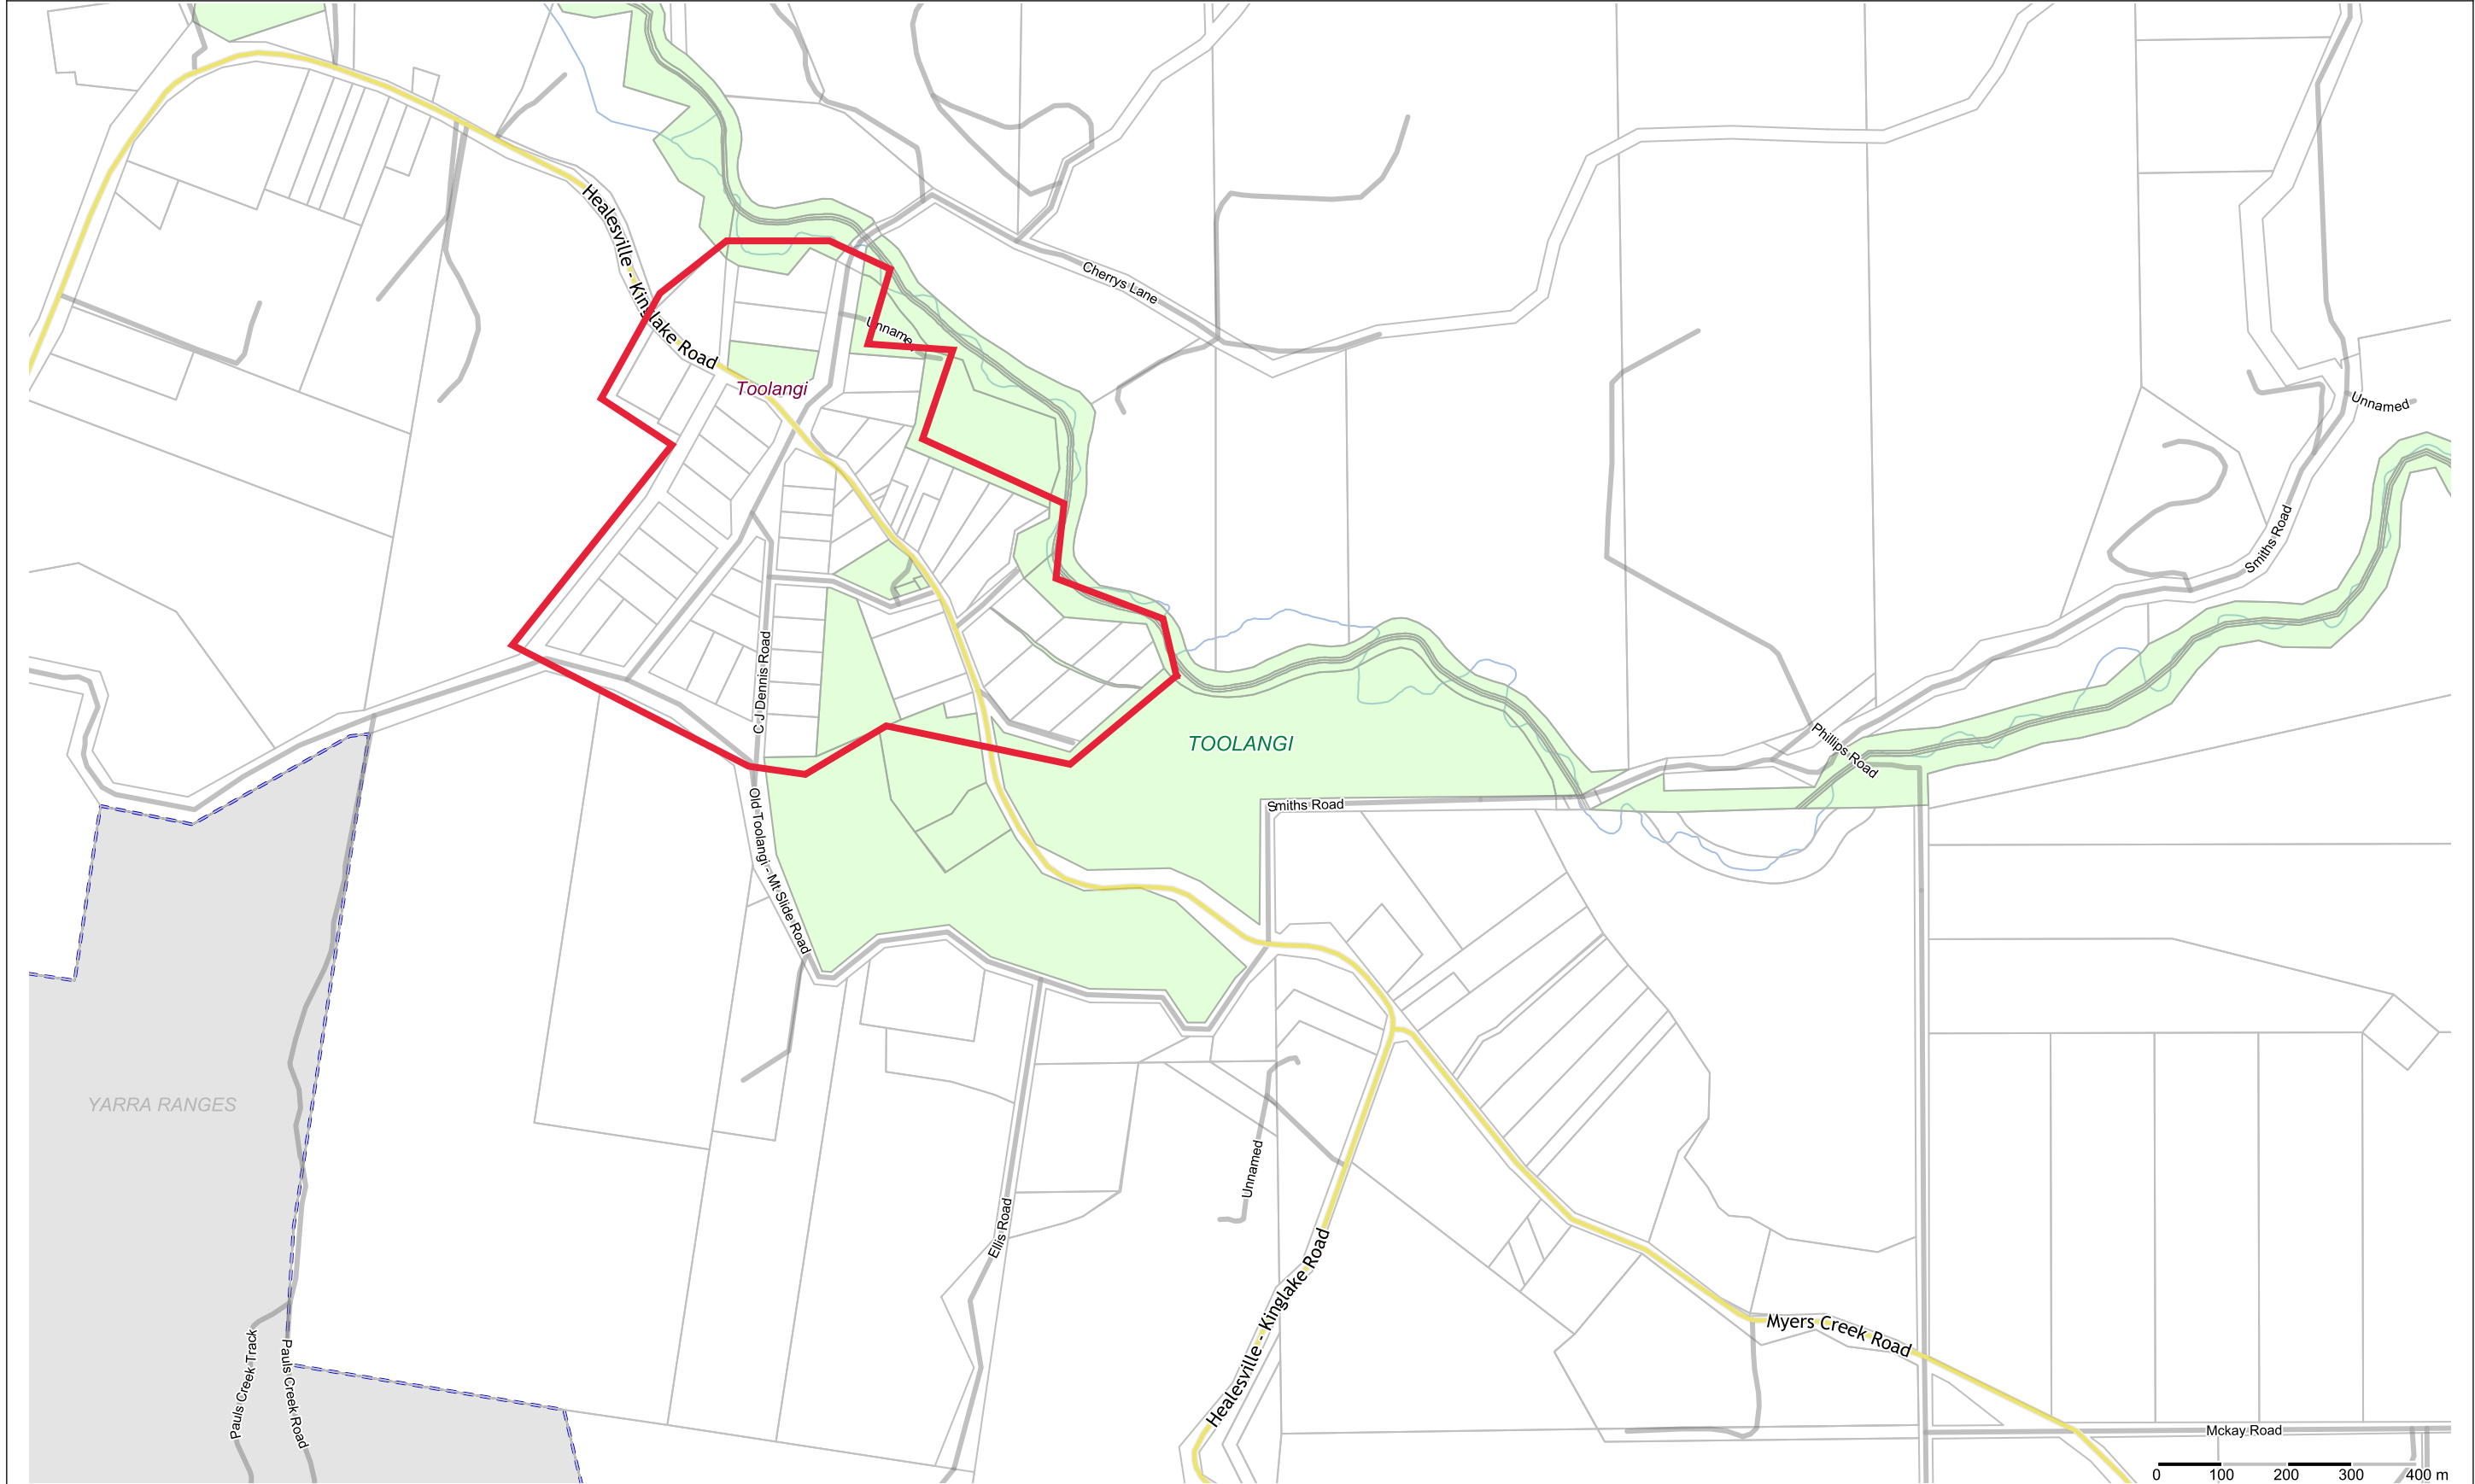 Healesville - Kinglake Road
Cherrys Lane
Unname
Toolangi
Unnamed
Smiths Road
C J Dennis Road
TOOLANGI
Phillips Road
Smiths Road
Old Toolangi - Mt Slide Road
YARRA RANGES
Unnamed
Ellis Road
Healesville - Kinglake Road
Myers Creek Road
Pauls Creek Track
Pauls Creek Road
Mckay Road
0 100 200 300 400 m